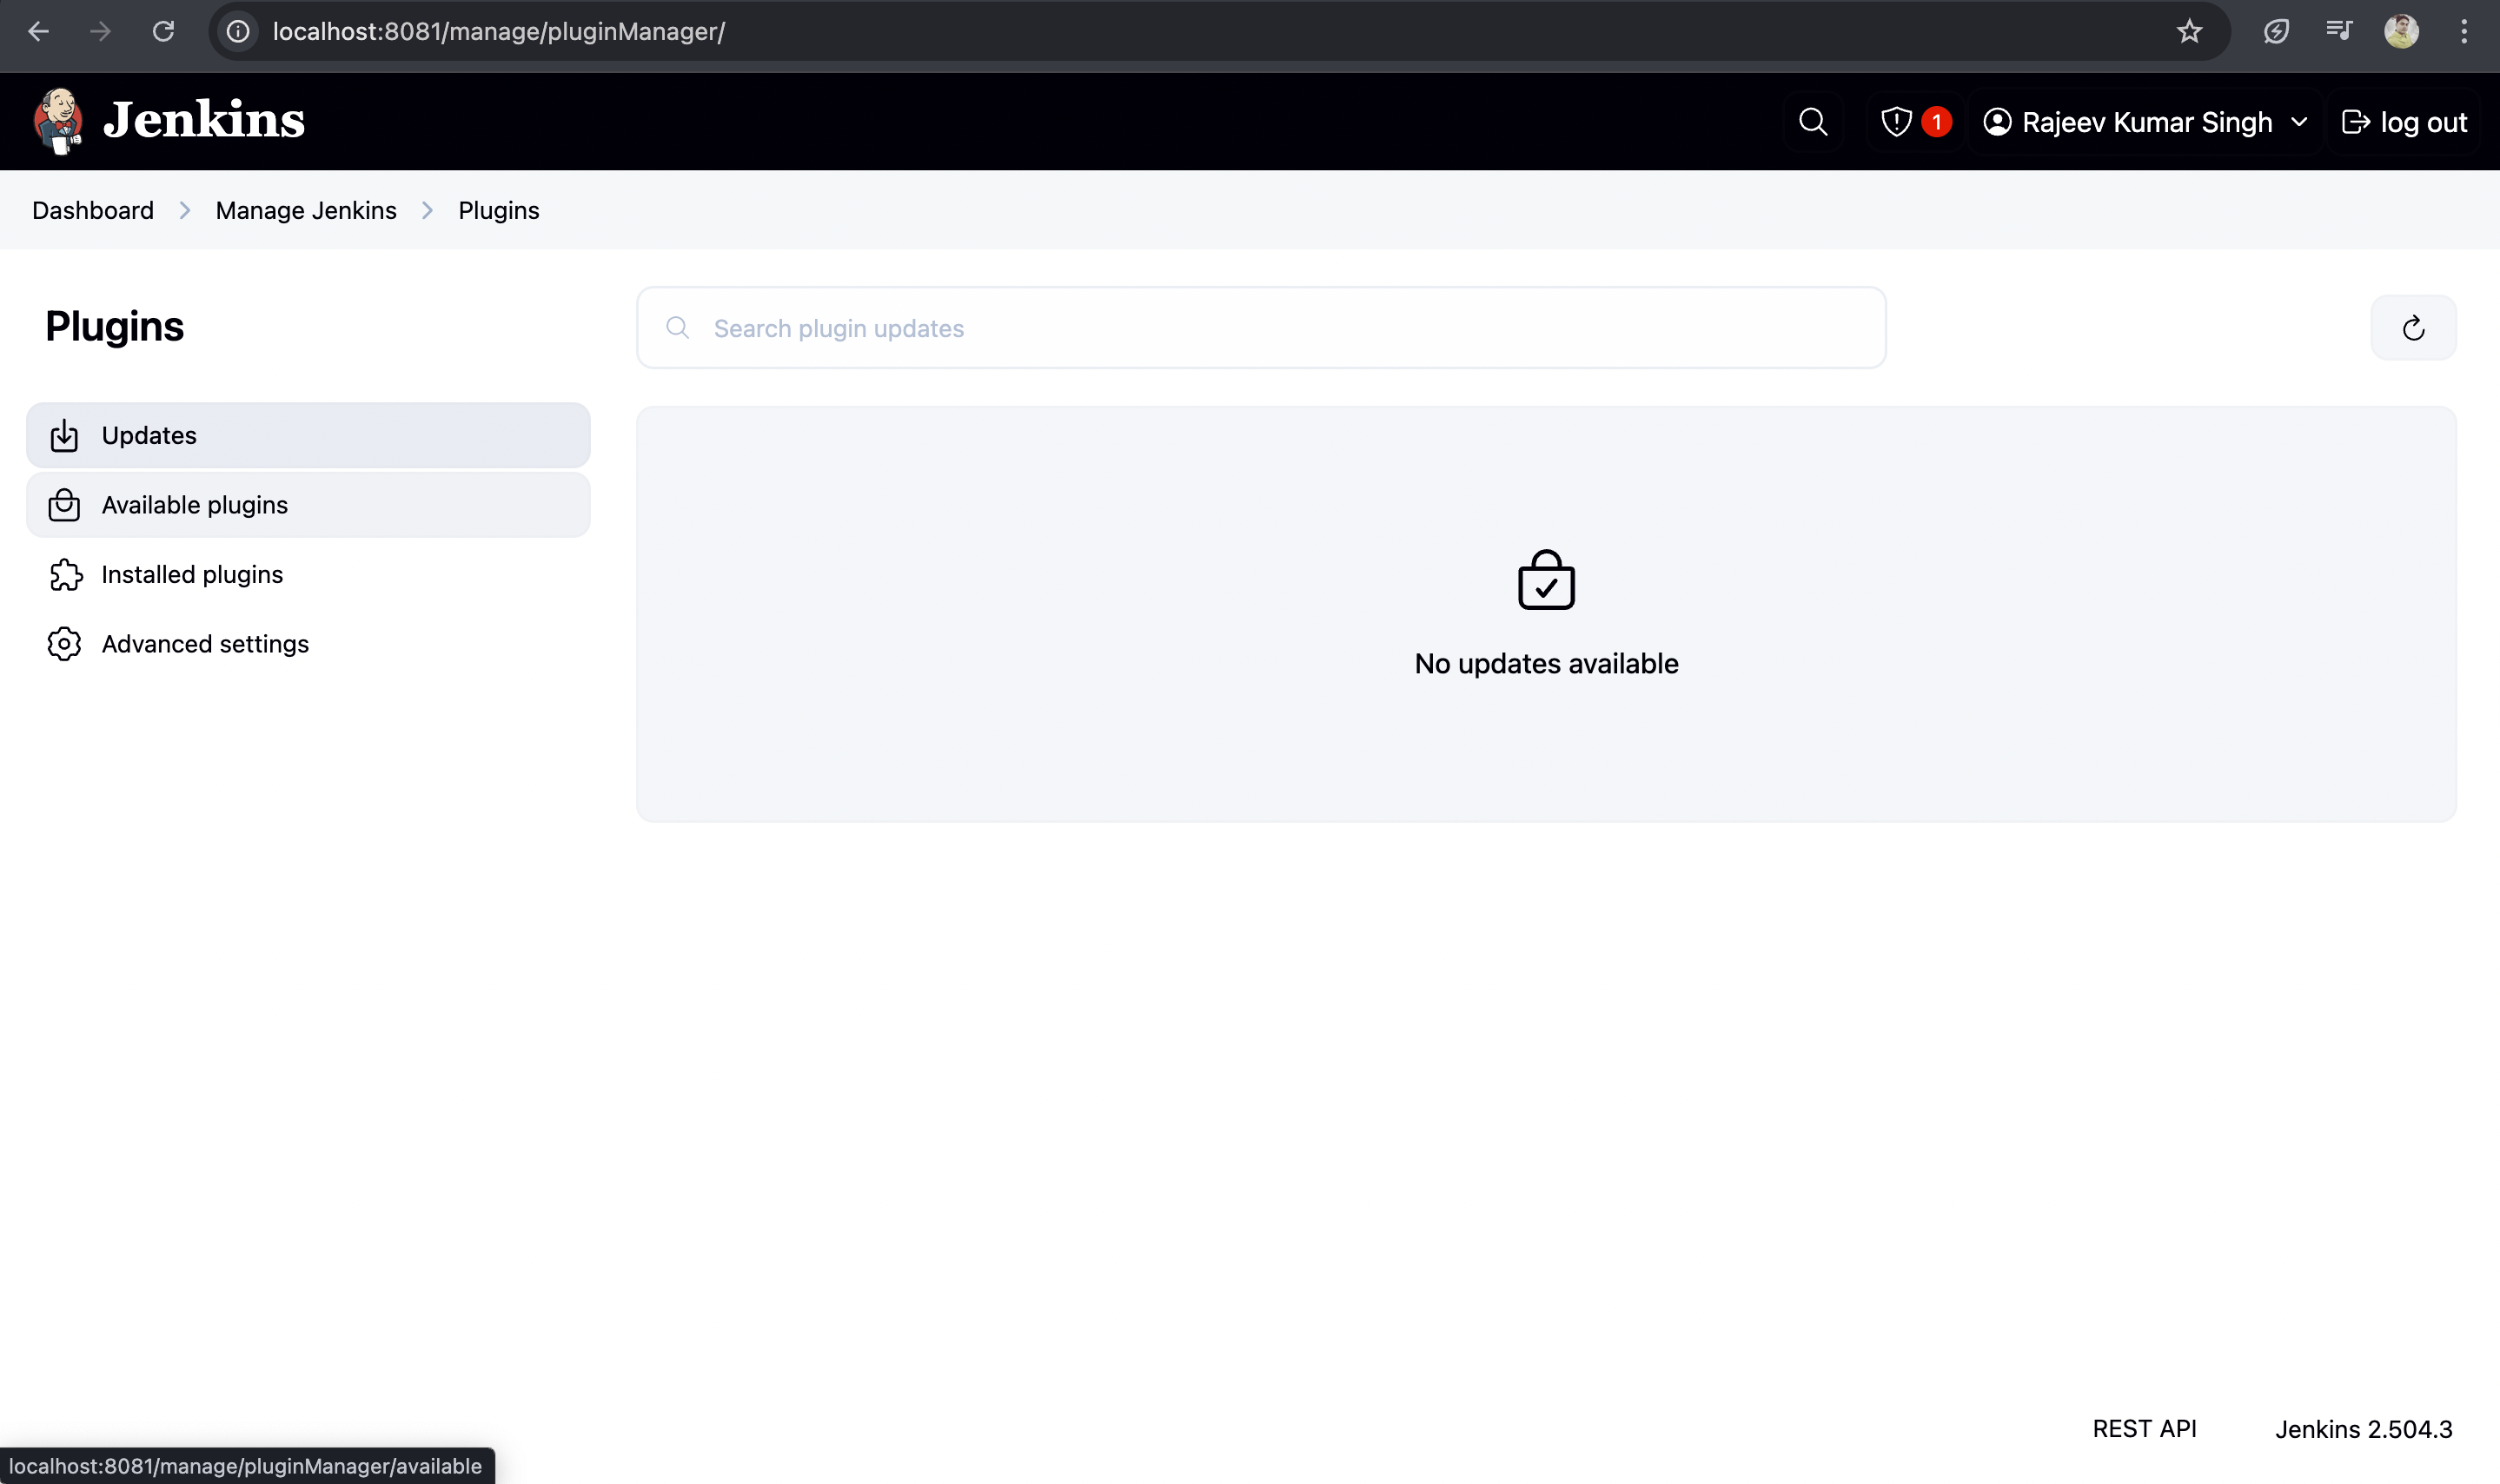 localhost:8081/manage/pluginManager/
Jenkins
1
Rajeev Kumar Singh
log out
Dashboard
Manage Jenkins
Plugins
Plugins
Search plugin updates
Updates
Available plugins
Installed plugins
Advanced settings
No updates available
REST API
Jenkins 2.504.3
localhost:8081/manage/pluginManager/available